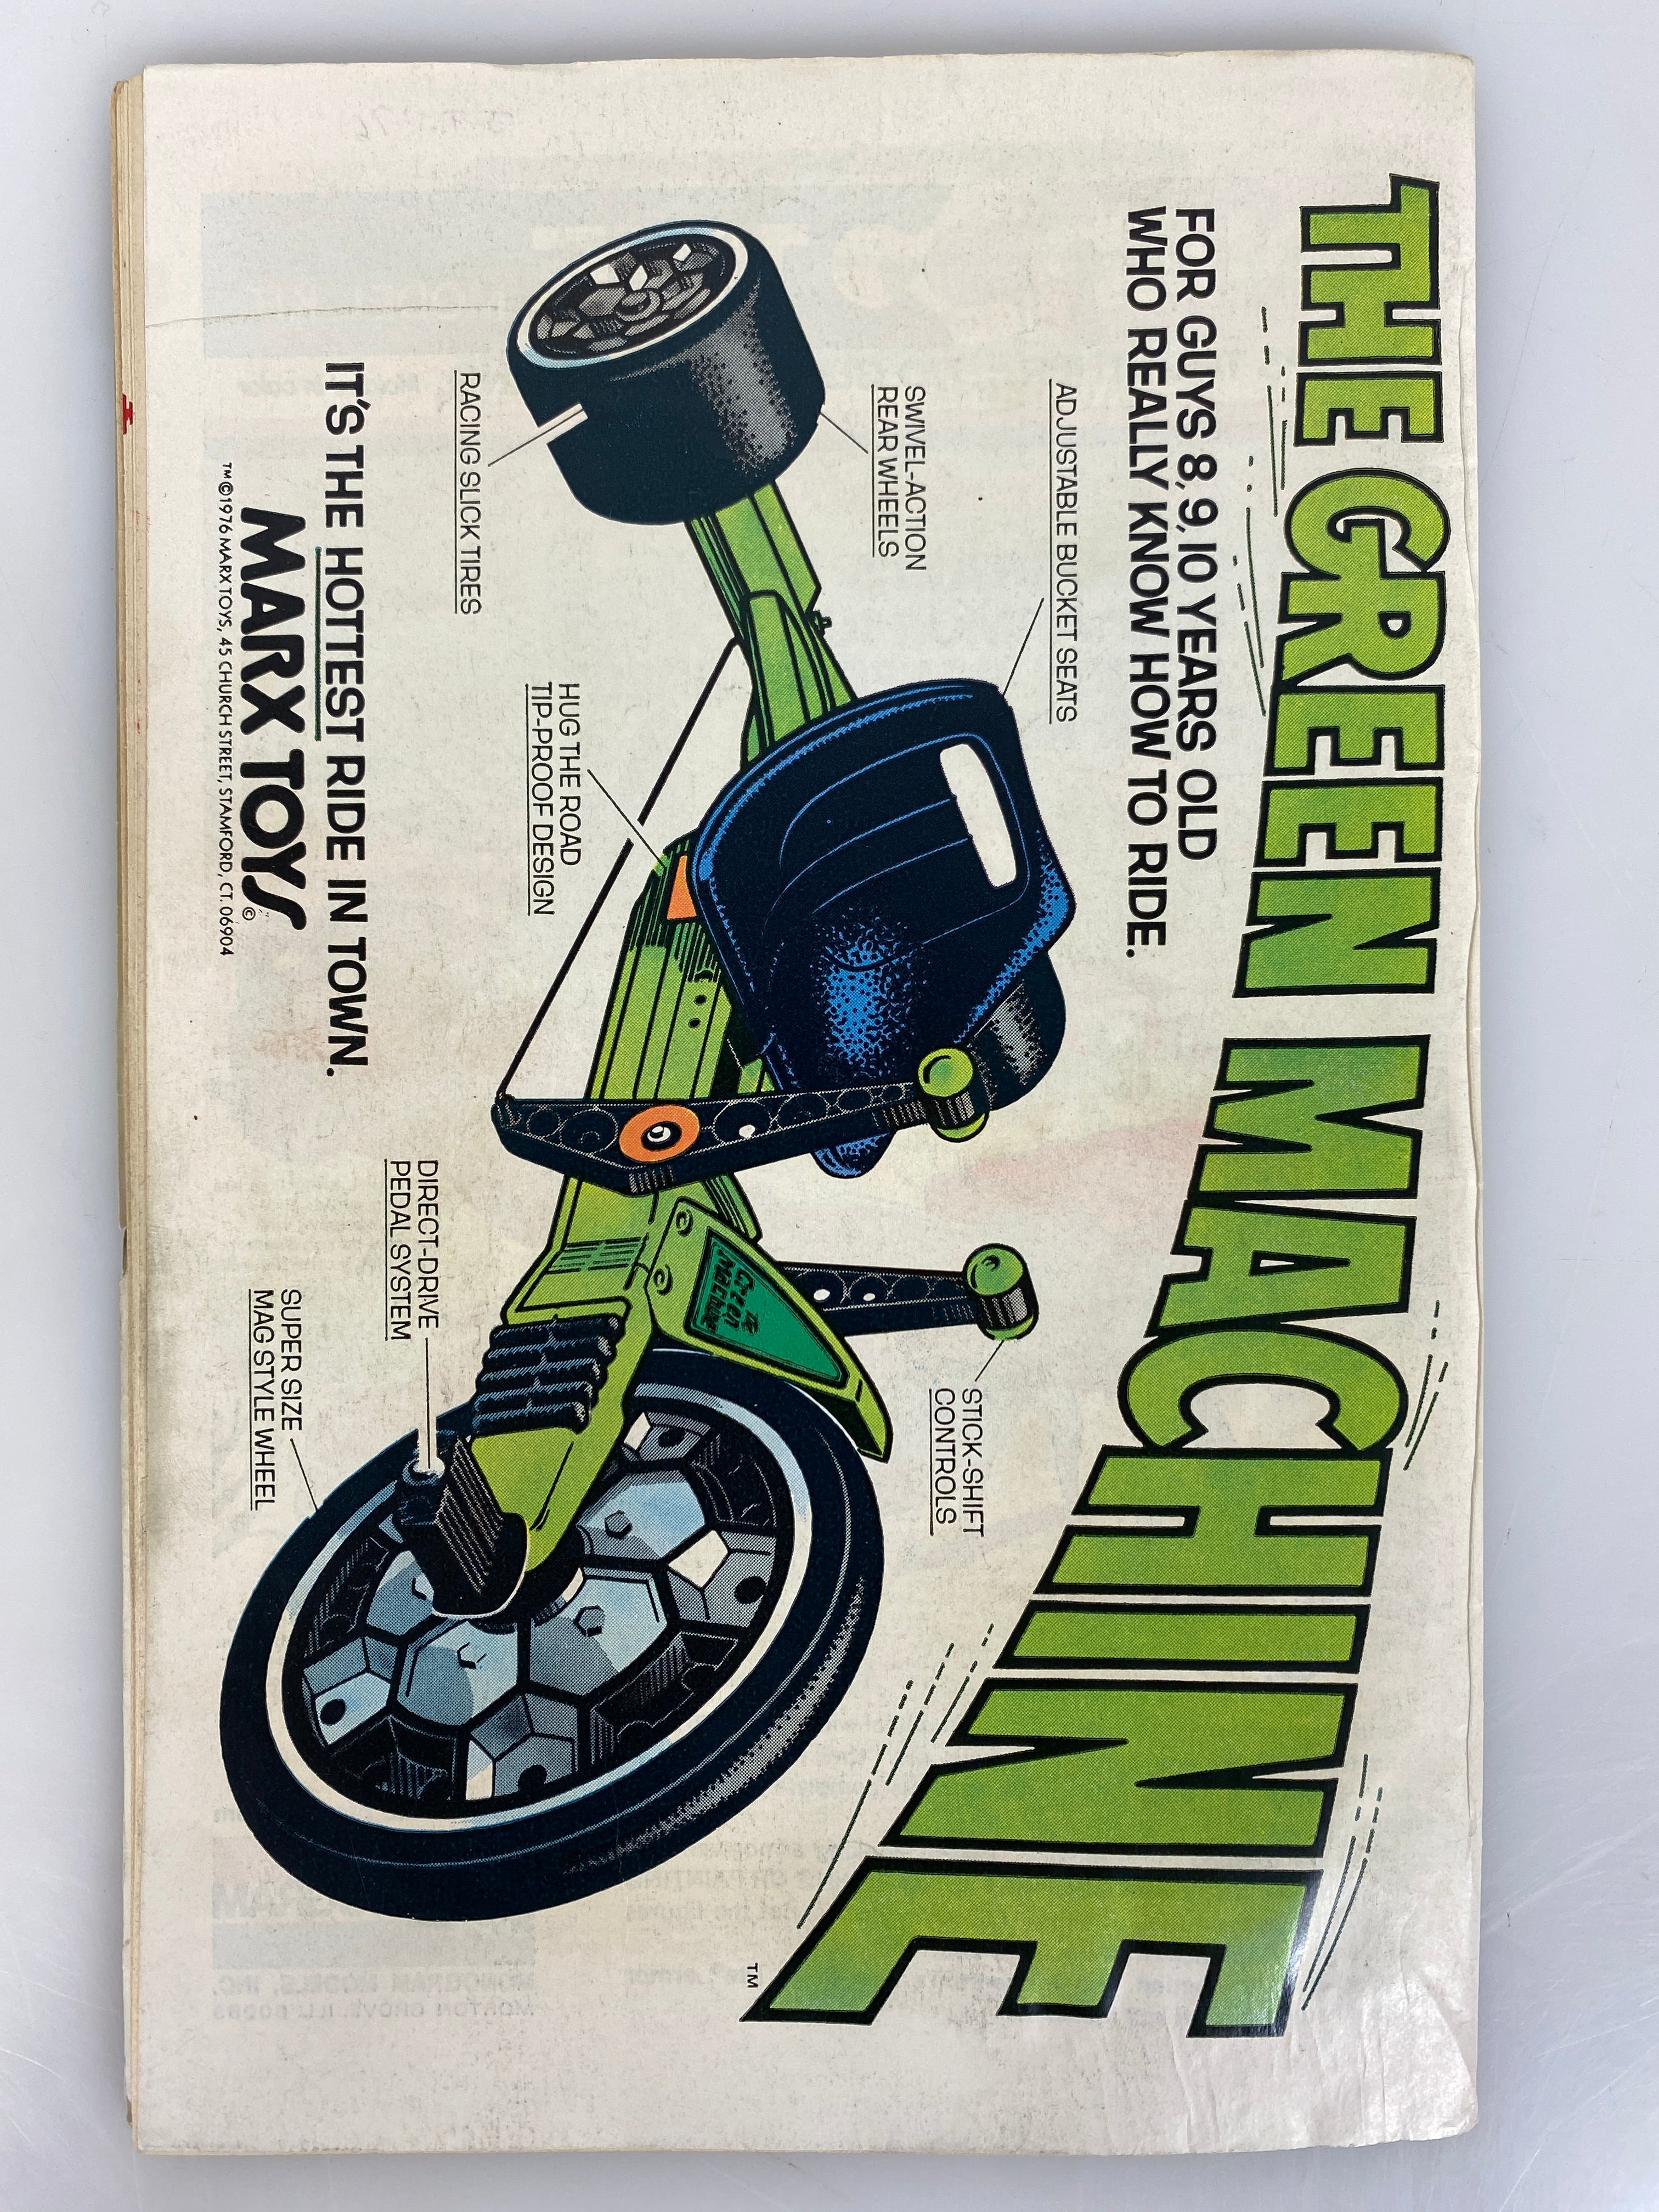 THE GREEN MACHINE
TM
FOR GUYS 8, 9, 10 YEARS OLD
WHO REALLY KNOW HOW TO RIDE.
ADJUSTABLE BUCKET SEATS
SWIVEL-ACTION
REAR WHEELS
STICK-SHIFT
CONTROLS
RACING SLICK TIRES
HUG THE ROAD
TIP-PROOF DESIGN
Green
Machine
DIRECT-DRIVE
PEDAL SYSTEM
SUPER SIZE
MAG STYLE WHEEL
IT'S THE HOTTEST RIDE IN TOWN.
MARX TOYS©
™©1976 MARX TOYS, 45 CHURCH STREET, STAMFORD, CT. 06904